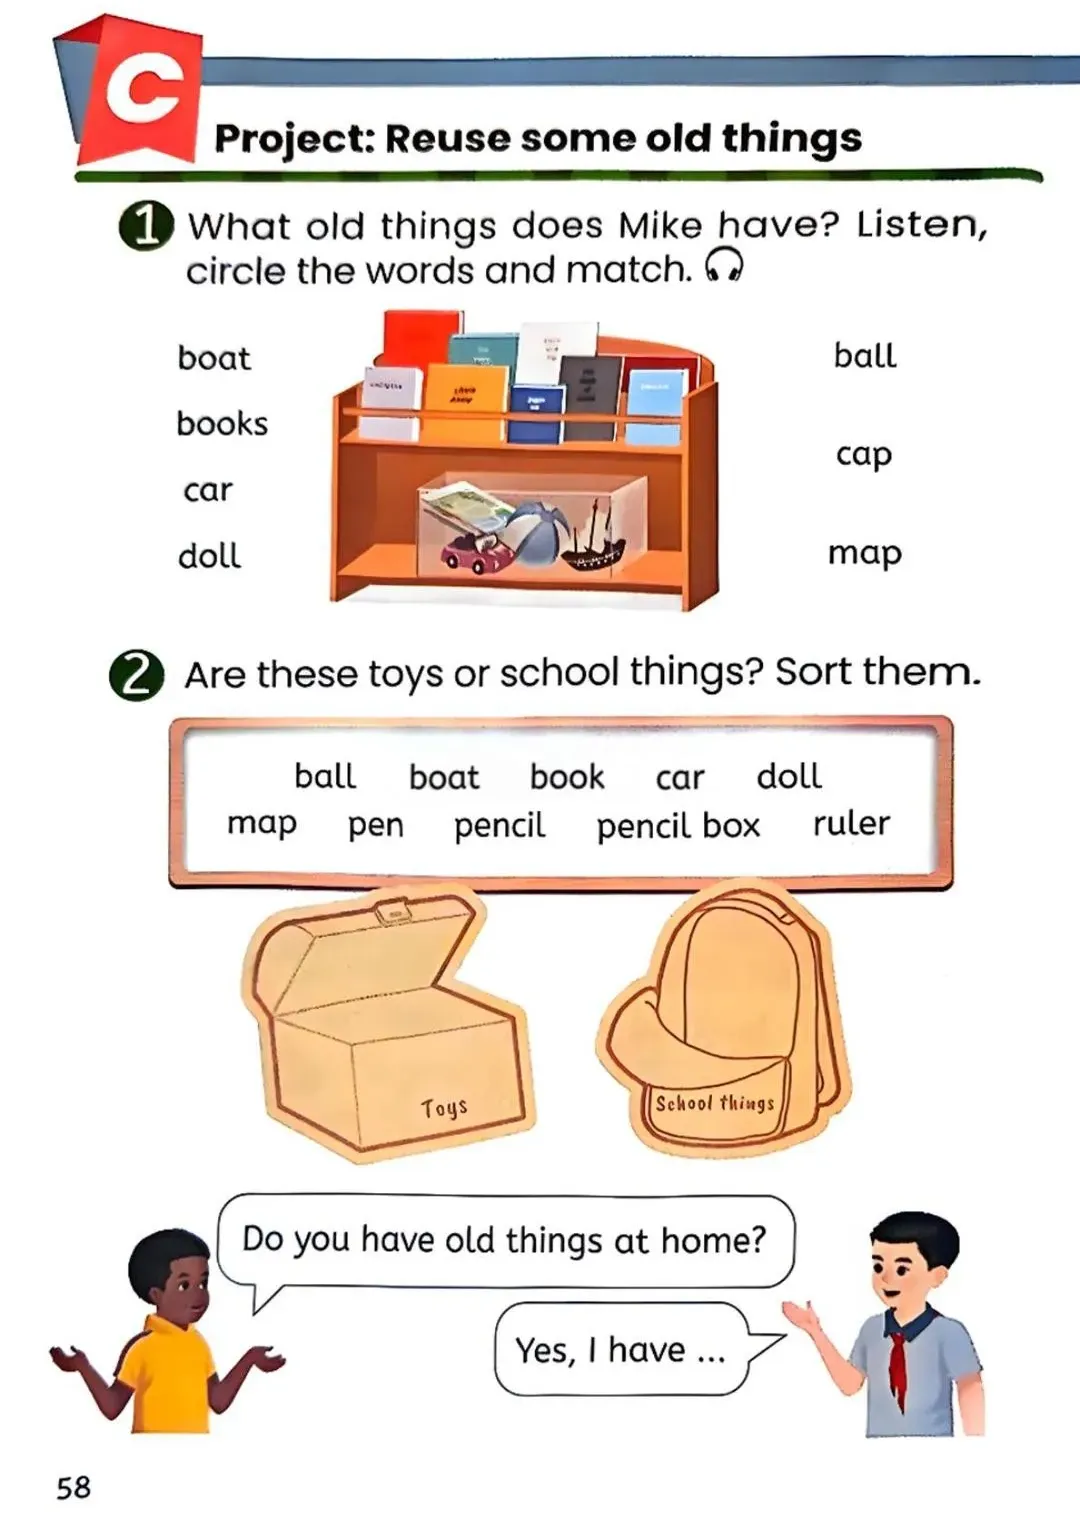 C
Project: Reuse some old things
1 What old things does Mike have? Listen,
circle the words and match.
boat
books
car
doll
ball
cap
map
2 Are these toys or school things? Sort them.
ball boat book car doll
map pen pencil pencil box ruler
Toys
School things
Do you have old things at home?
Yes, I have ...
58